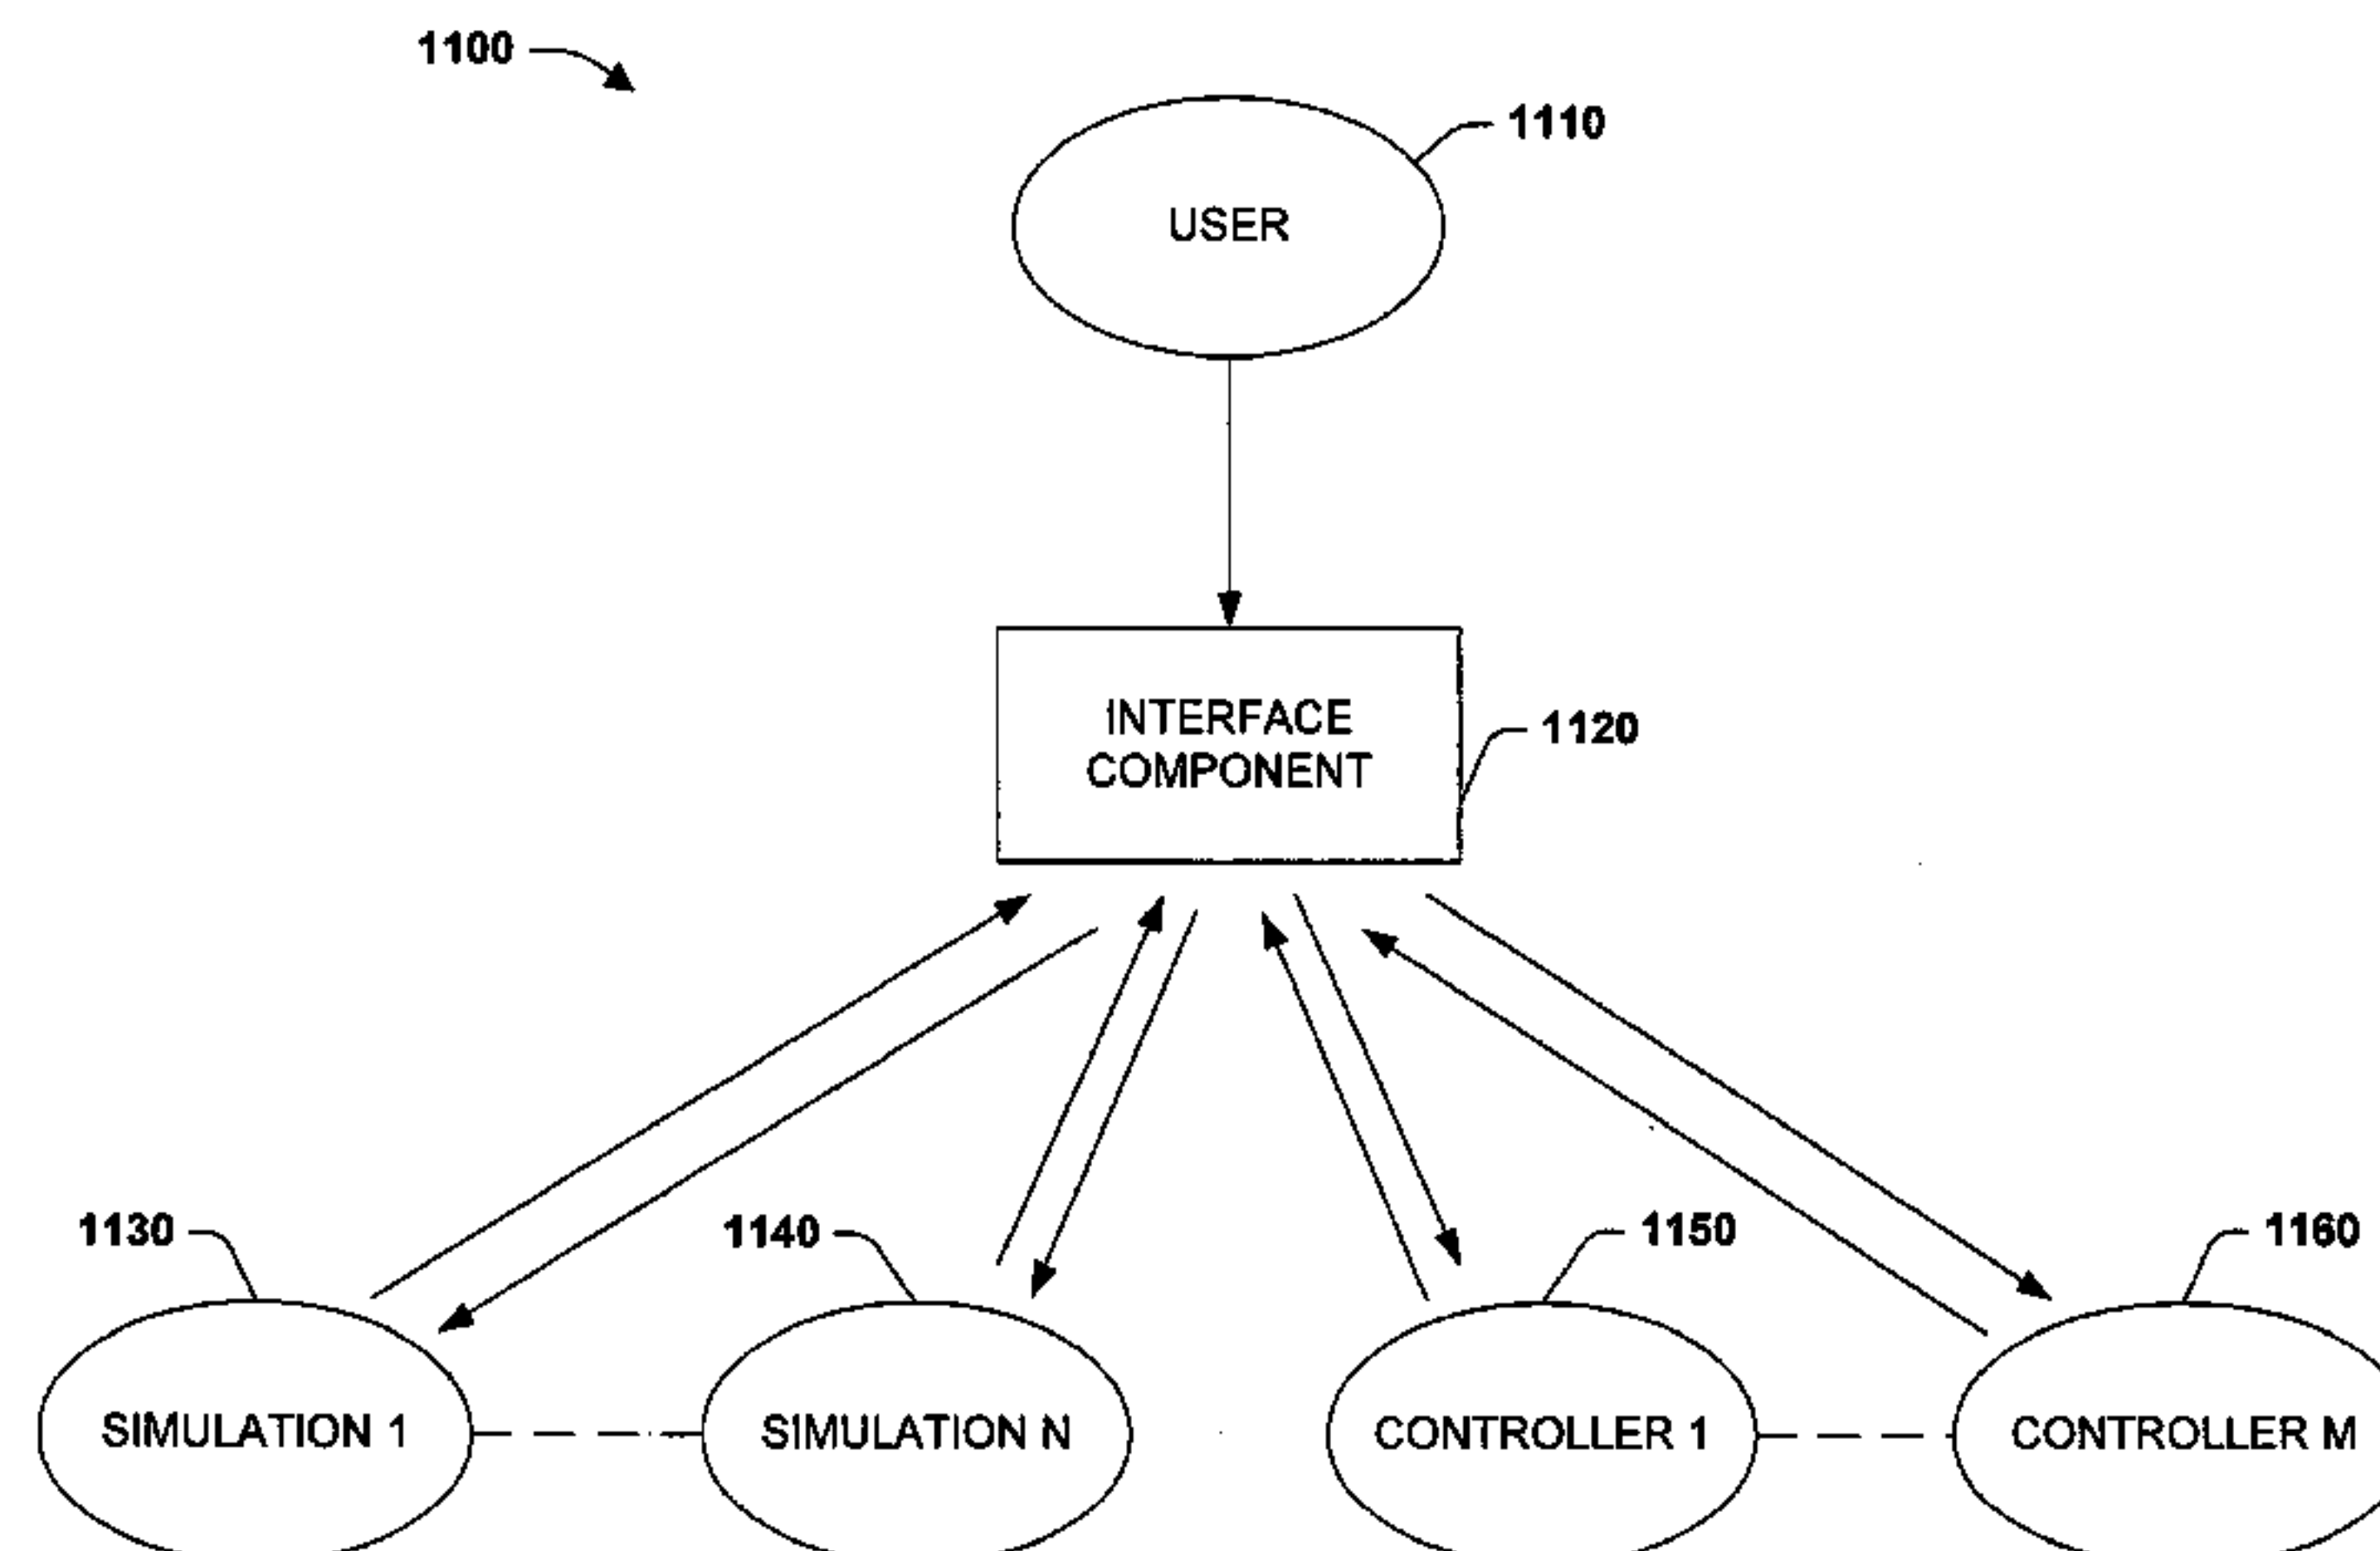 1100
1110
USER
INTERFACE
COMPONENT
1120
1130
1140
1150
1160
SIMULATION 1
SIMULATION N
CONTROLLER 1
CONTROLLER M